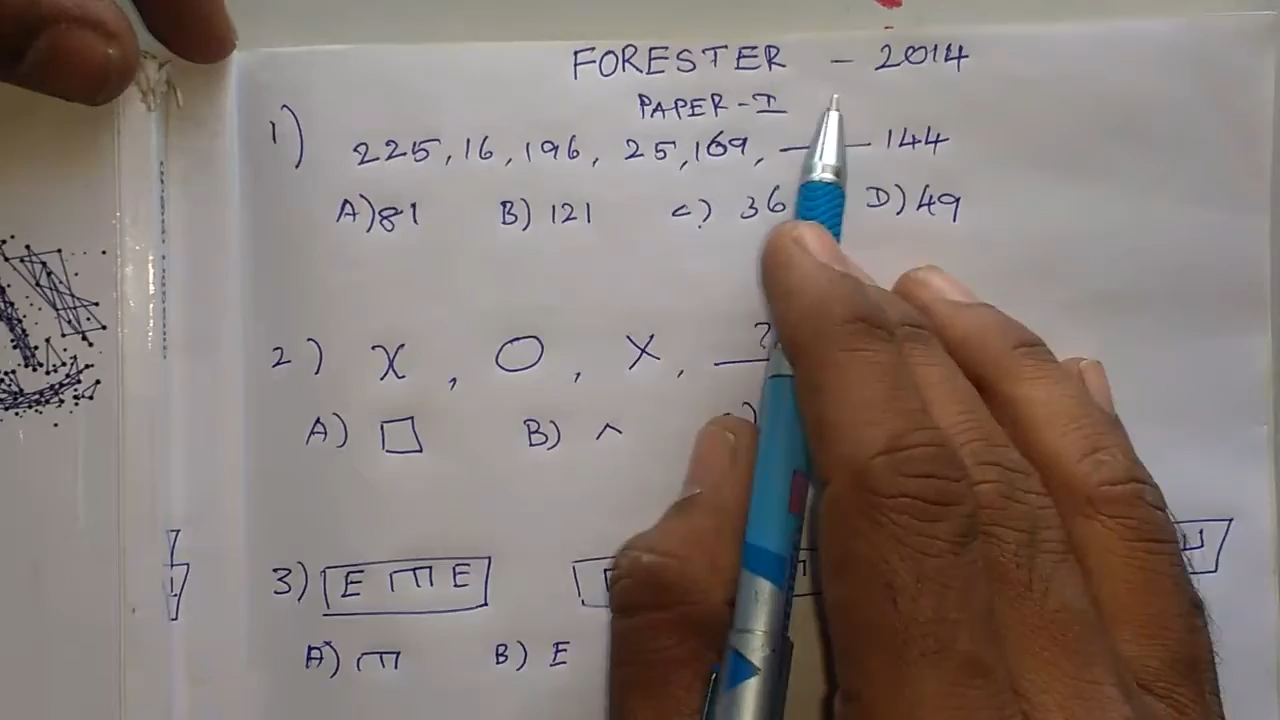 FORESTER - 2014
PAPER-I
1) 225, 16, 196, 25, 169, — — 144
A) 81 B) 121 C) 36 D) 49
2) X , O , X , ?
A) □ B) ^
3) E E
A) B) E